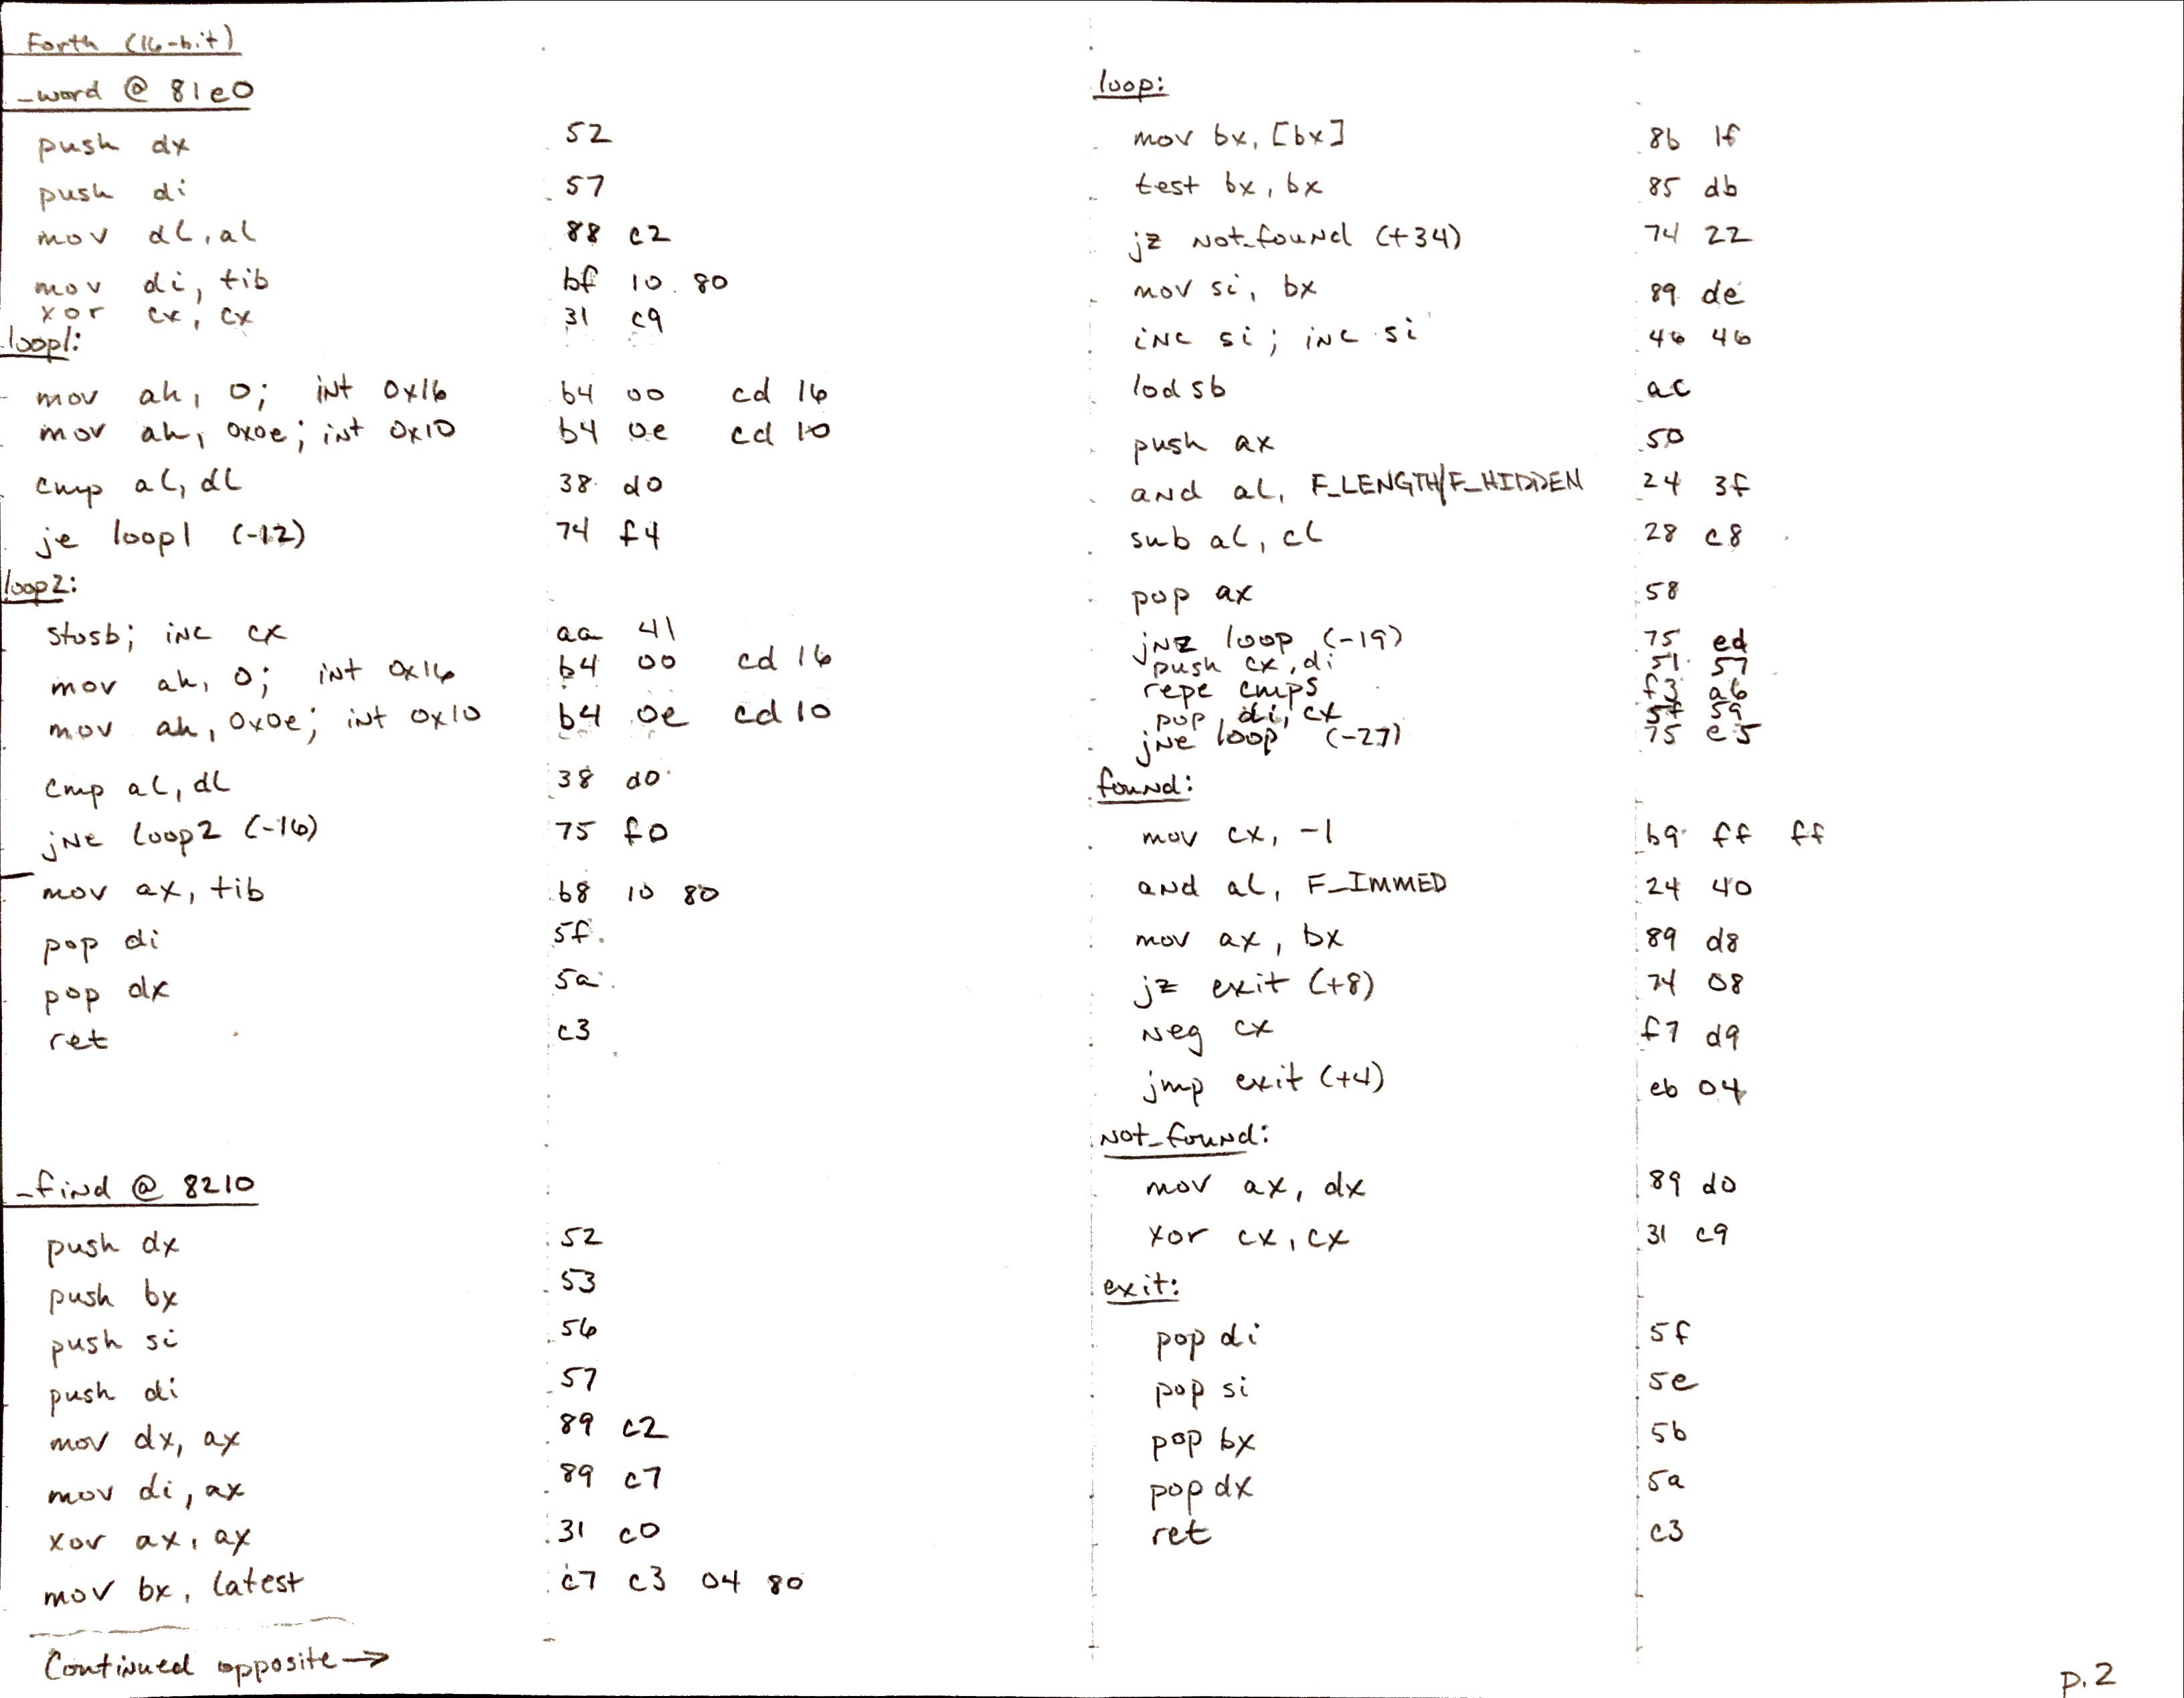 Forth (16-bit)
_word @ 81e0
push dx 52
push di 57
mov dl, al 88 c2
mov di, tib bf 10 80
xor cx, cx 31 c9
loop1:
mov ah, 0; int 0x16 b4 00 cd 16
mov ah, 0x0e; int 0x10 b4 0e cd 10
cmp al, dl 38 d0
je loop1 (-12) 74 f4
loop2:
stosb; inc cx aa 41
mov ah, 0; int 0x16 b4 00 cd 16
mov ah, 0x0e; int 0x10 b4 0e cd 10
cmp al, dl 38 d0
jne loop2 (-16) 75 f0
mov ax, tib b8 10 80
pop di 5f
pop dx 5a
ret c3
_find @ 8210
push dx 52
push bx 53
push si 56
push di 57
mov dx, ax 89 c2
mov di, ax 89 c7
xor ax, ax 31 c0
mov bx, latest c7 c3 04 80
Continued opposite →
loop:
mov bx, [bx] 8b 1f
test bx, bx 85 db
jz not_found (+34) 74 22
mov si, bx 89 de
inc si; inc si 46 46
lodsb ac
push ax 50
and al, F_LENGTH|F_HIDDEN 24 3f
sub al, cl 28 c8
pop ax 58
jnz loop (-19) 75 ed
push cx, di 51 57
repe cmps f3 a6
pop di, cx 5f 59
jne loop (-27) 75 e5
found:
mov cx, -1 b9 ff ff
and al, F_IMMED 24 40
mov ax, bx 89 d8
jz exit (+8) 74 08
neg cx f7 d9
jmp exit (+4) eb 04
not_found:
mov ax, dx 89 d0
xor cx, cx 31 c9
exit:
pop di 5f
pop si 5e
pop bx 5b
pop dx 5a
ret c3
p.2